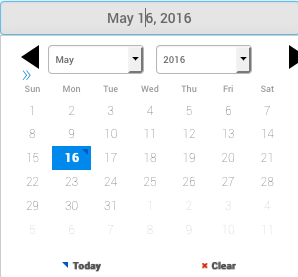 May 16, 2016
May 2016
»
Sun Mon Tue Wed Thu Fri Sat
1 2 3 4 5 6 7
8 9 10 11 12 13 14
15 16 17 18 19 20 21
22 23 24 25 26 27 28
29 30 31 1 2 3 4
5 6 7 8 9 10 11
Today Clear